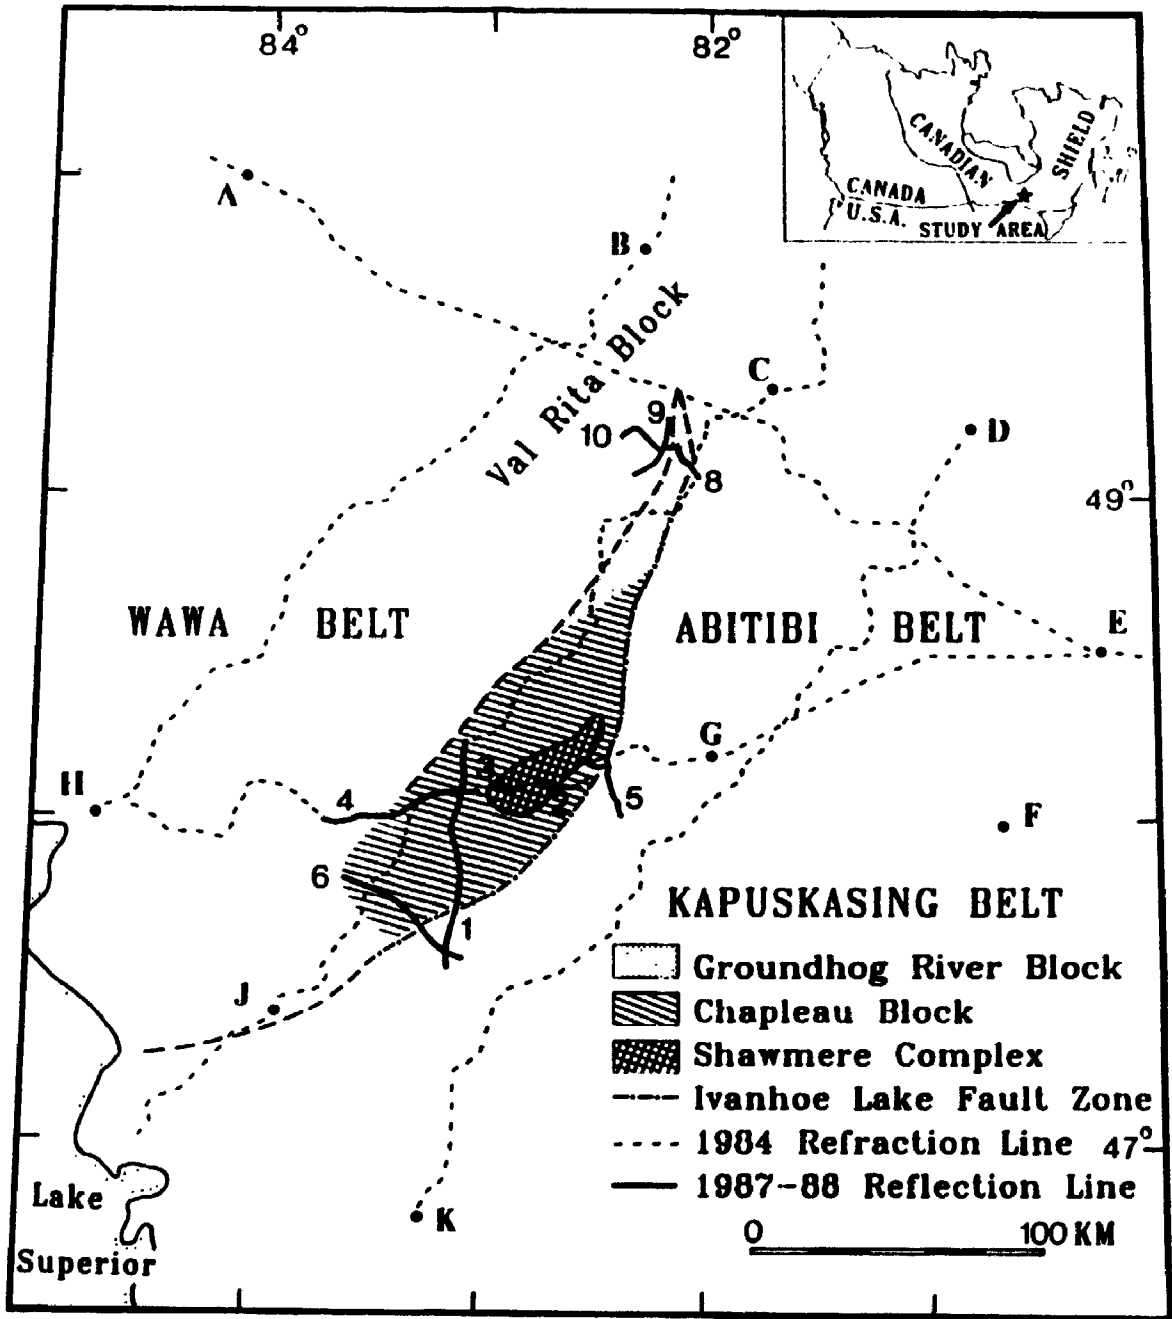 84°
82°
CANADIAN
SHIELD
CANADA
U.S.A.
STUDY AREA
A
B
Val Rita Block
C
9
10
8
D
49°
WAWA BELT
ABITIBI BELT
E
G
H
3
2
4
5
F
6
1
J
KAPUSKASING BELT
Groundhog River Block
Chapleau Block
Shawmere Complex
Ivanhoe Lake Fault Zone
1984 Refraction Line
47°
1987-88 Reflection Line
K
0
100 KM
Lake
Superior